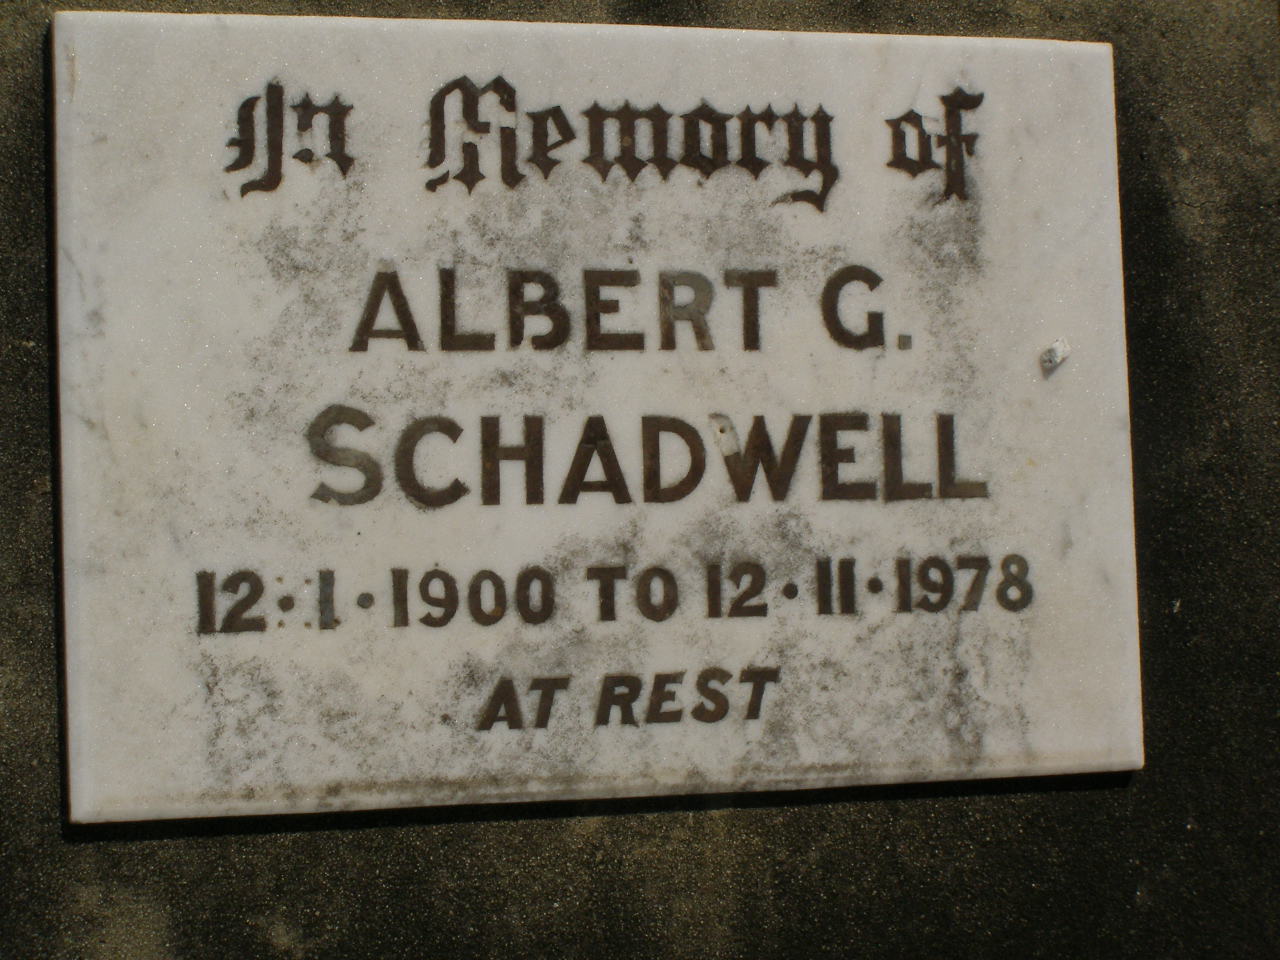 In Memory of
ALBERT G.
SCHADWELL
12·1·1900 TO 12·11·1978
AT REST